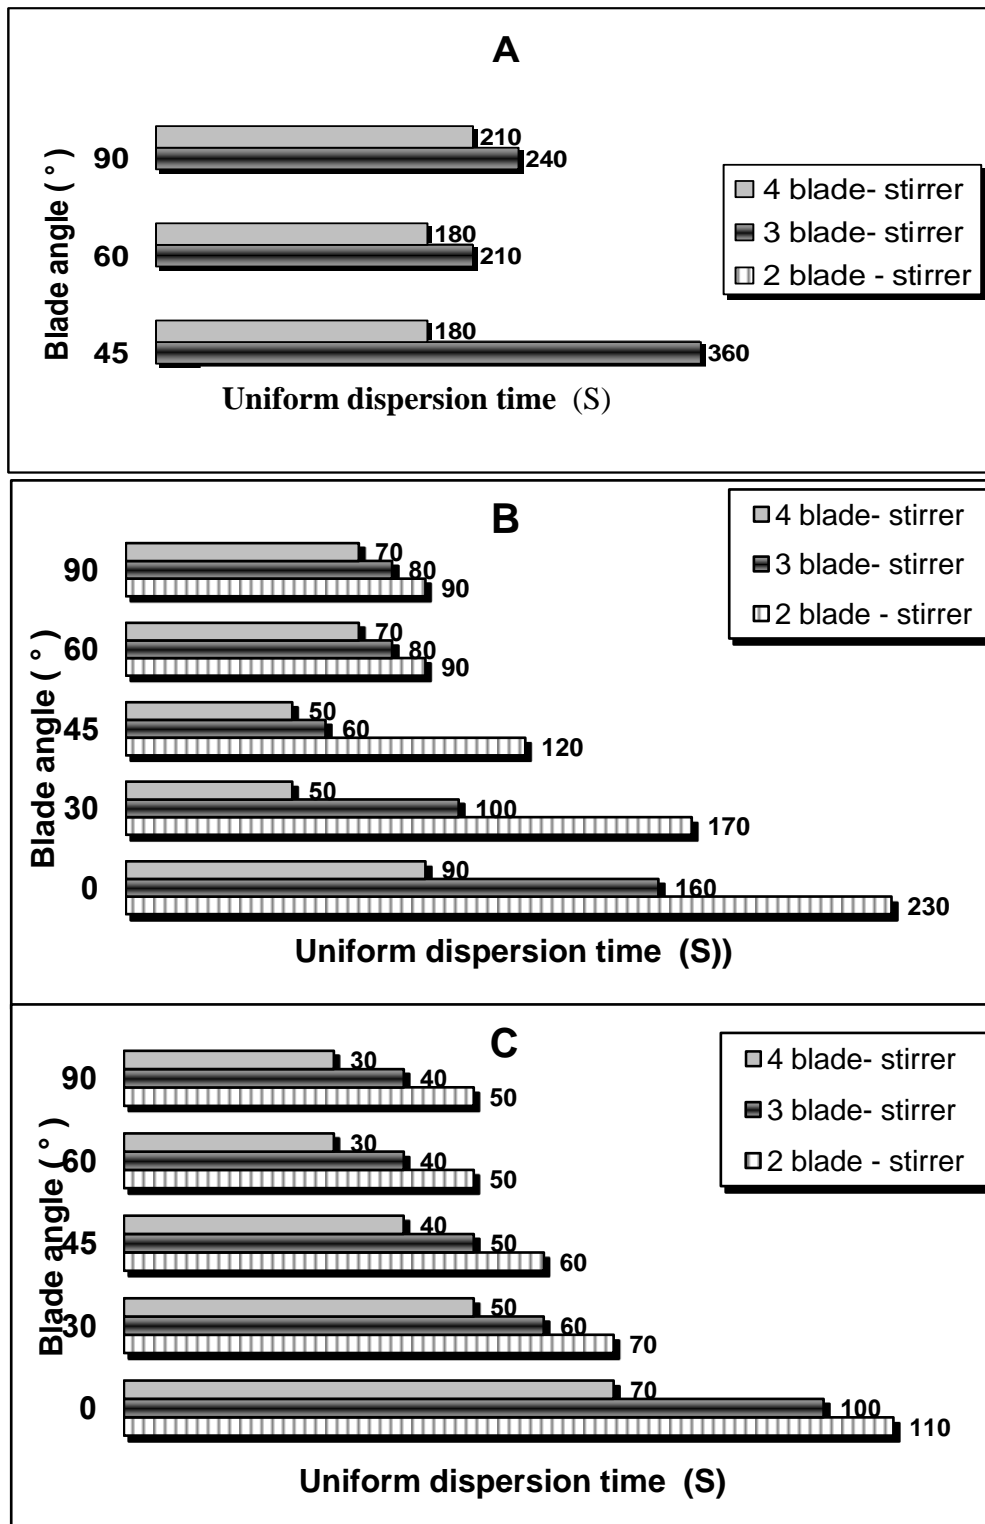 A
Blade angle ( ° )
90
210
240
60
180
210
45
180
360
4 blade- stirrer
3 blade- stirrer
2 blade - stirrer
Uniform dispersion time (S)
B
4 blade- stirrer
3 blade- stirrer
2 blade - stirrer
Blade angle ( ° )
90
70
80
90
60
70
80
90
45
50
60
120
30
50
100
170
0
90
160
230
Uniform dispersion time (S))
C
4 blade- stirrer
3 blade- stirrer
2 blade - stirrer
Blade angle ( ° )
90
30
40
50
60
30
40
50
45
40
50
60
30
50
60
70
0
70
100
110
Uniform dispersion time (S)